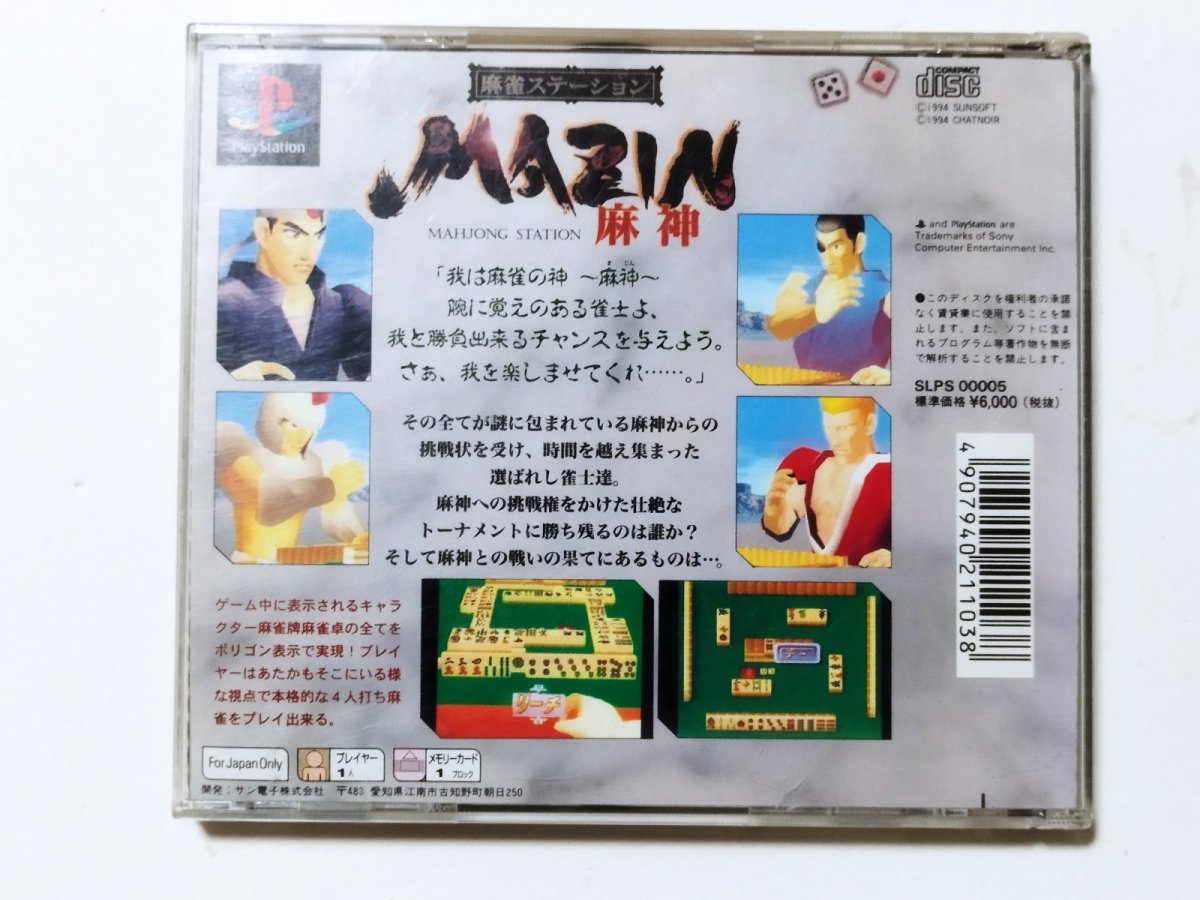 麻雀ステーション
MAZIN
MAHJONG STATION 麻神
PlayStation
COMPACT
disc
©1994 SUNSOFT
©1994 CHATNOIR
「我は麻雀の神 ～麻神～
ま じん
腕に覚えのある雀士よ、
我と勝負出来るチャンスを与えよう。
さぁ、我を楽しませてくれ……。」
その全てが謎に包まれている麻神からの
挑戦状を受け、時間を越え集まった
選ばれし雀士達。
麻神への挑戦権をかけた壮絶な
トーナメントに勝ち残るのは誰か？
そして麻神との戦いの果てにあるものは…。
and PlayStation are
Trademarks of Sony
Computer Entertainment Inc.
●このディスクを権利者の承諾
なく賃貸業に使用することを禁
止します。また、ソフトに含ま
れるプログラム等著作物を無断
で解析することを禁止します。
SLPS 00005
標準価格 ¥6,000（税抜）
4907940211038
ゲーム中に表示されるキャラ
クター麻雀牌麻雀卓の全てを
ポリゴン表示で実現！プレイ
ヤーはあたかもそこにいる様
な視点で本格的な４人打ち麻
雀をプレイ出来る。
リーチ
チー
For Japan Only
プレイヤー
1人
メモリーカード
1 ブロック
開発：サン電子株式会社 〒483 愛知県江南市古知野町朝日250